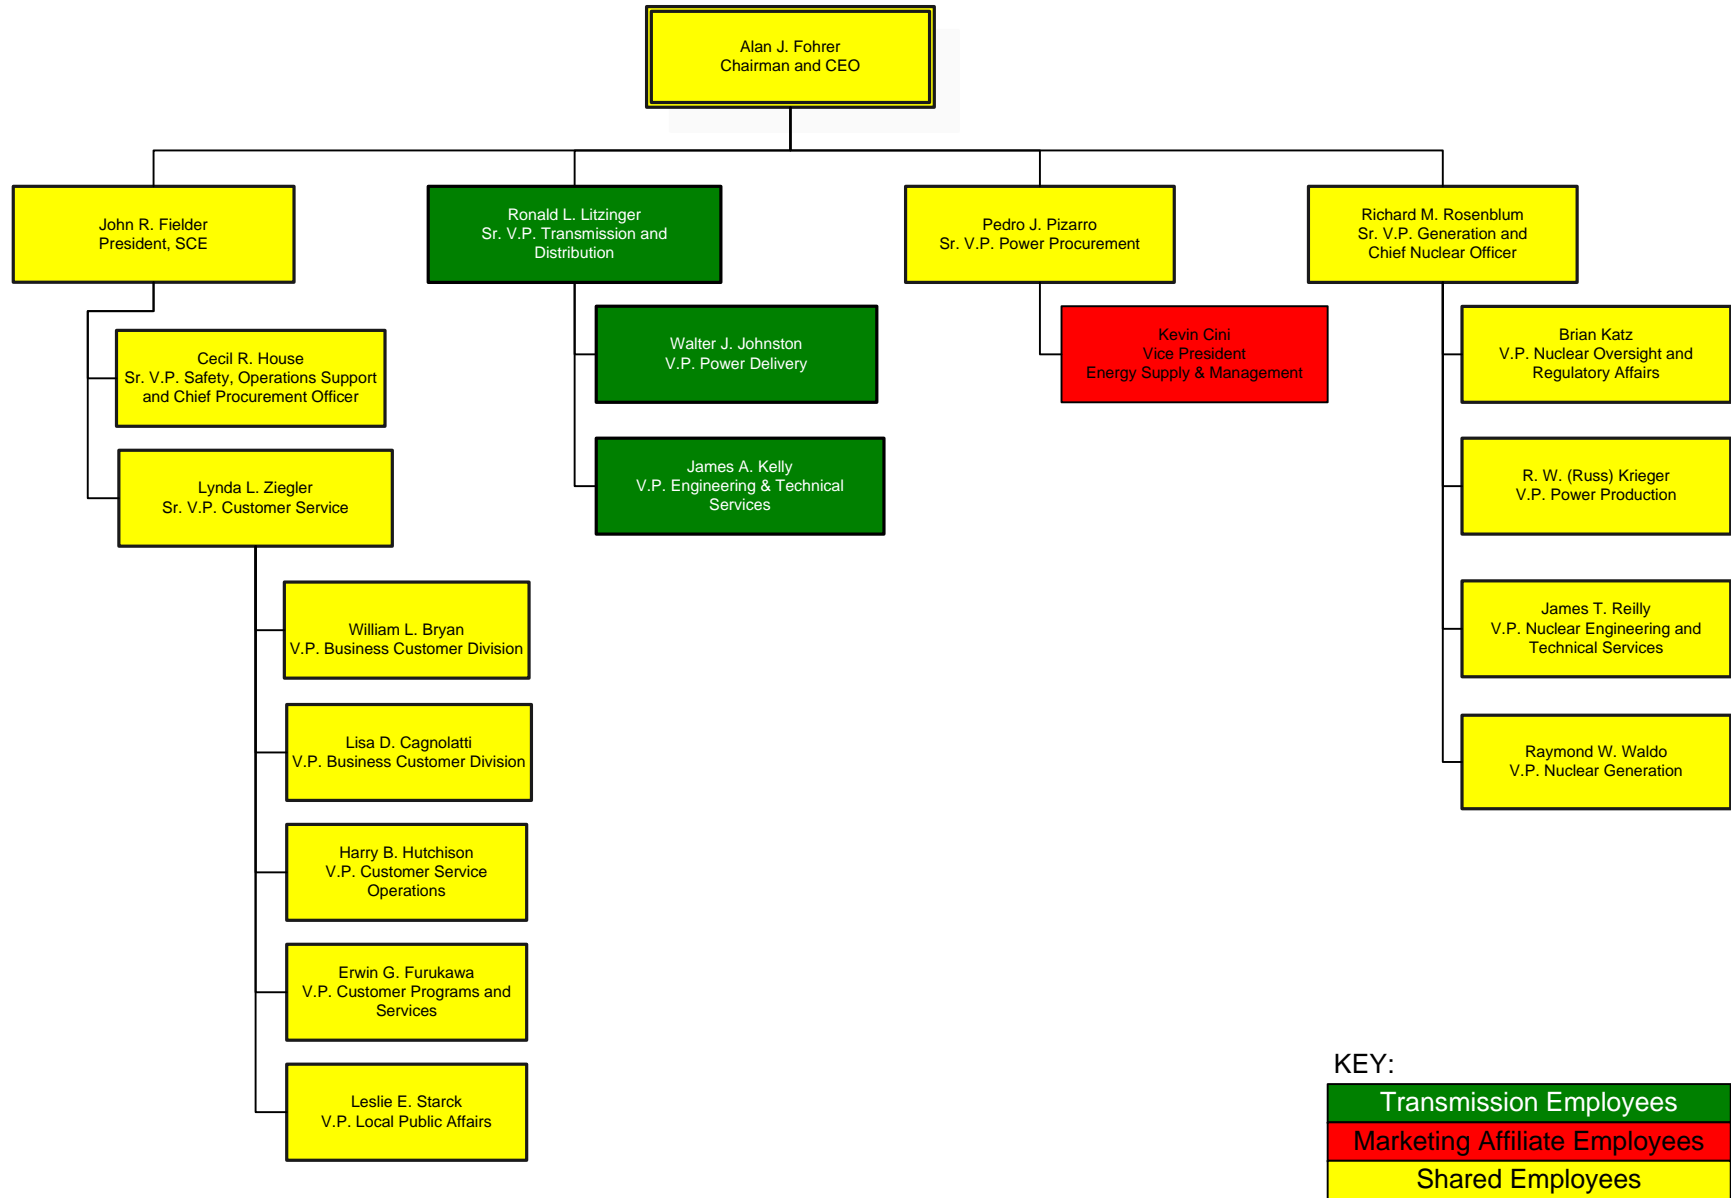 Alan J. Fohrer
Chairman and CEO
John R. Fielder
President, SCE
Ronald L. Litzinger
Sr. V.P. Transmission and
Distribution
Pedro J. Pizarro
Sr. V.P. Power Procurement
Richard M. Rosenblum
Sr. V.P. Generation and
Chief Nuclear Officer
Cecil R. House
Sr. V.P. Safety, Operations Support
and Chief Procurement Officer
Lynda L. Ziegler
Sr. V.P. Customer Service
William L. Bryan
V.P. Business Customer Division
Lisa D. Cagnolatti
V.P. Business Customer Division
Harry B. Hutchison
V.P. Customer Service
Operations
Erwin G. Furukawa
V.P. Customer Programs and
Services
Leslie E. Starck
V.P. Local Public Affairs
Walter J. Johnston
V.P. Power Delivery
James A. Kelly
V.P. Engineering & Technical
Services
Kevin Cini
Vice President
Energy Supply & Management
Brian Katz
V.P. Nuclear Oversight and
Regulatory Affairs
R. W. (Russ) Krieger
V.P. Power Production
James T. Reilly
V.P. Nuclear Engineering and
Technical Services
Raymond W. Waldo
V.P. Nuclear Generation
KEY:
Transmission Employees
Marketing Affiliate Employees
Shared Employees